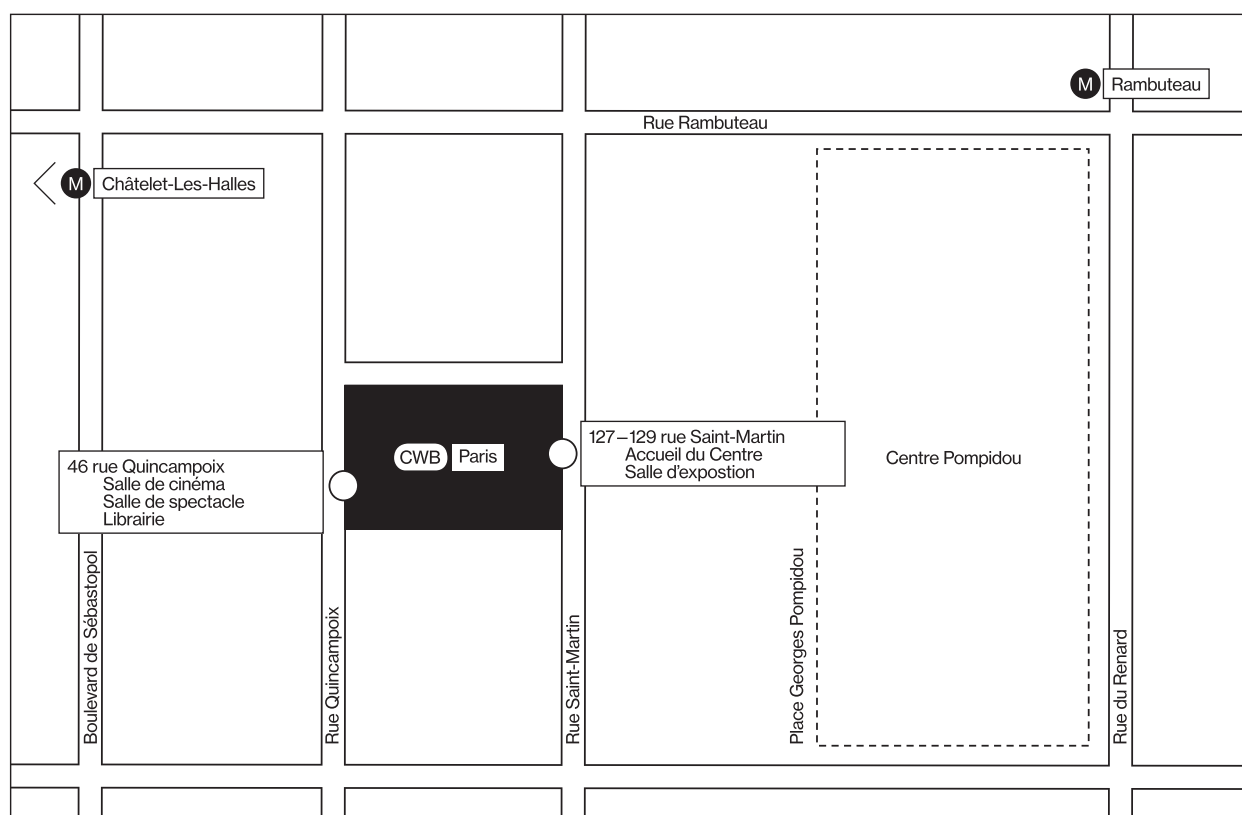 M Rambuteau
Rue Rambuteau
M Châtelet-Les-Halles
127–129 rue Saint-Martin
Accueil du Centre
Salle d'expostion
CWB Paris
Centre Pompidou
46 rue Quincampoix
Salle de cinéma
Salle de spectacle
Librairie
Boulevard de Sébastopol
Rue Quincampoix
Rue Saint-Martin
Place Georges Pompidou
Rue du Renard